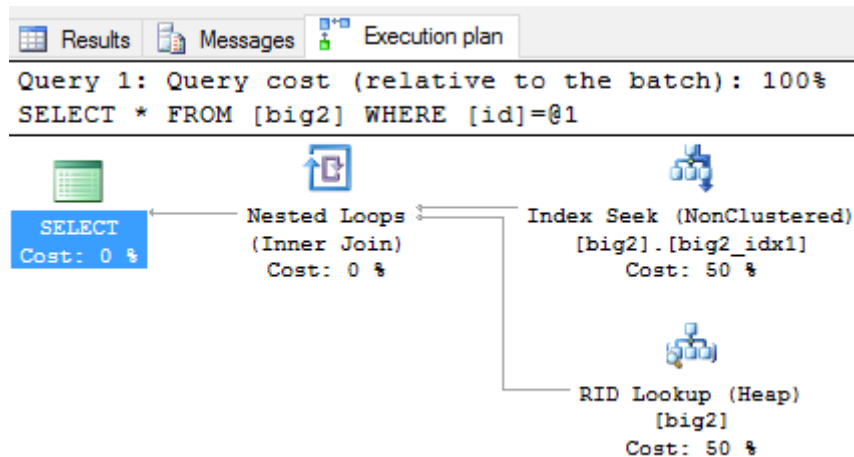 Results Messages Execution plan
Query 1: Query cost (relative to the batch): 100%
SELECT * FROM [big2] WHERE [id]=@1
SELECT
Cost: 0 %
Nested Loops
(Inner Join)
Cost: 0 %
Index Seek (NonClustered)
[big2].[big2_idx1]
Cost: 50 %
RID Lookup (Heap)
[big2]
Cost: 50 %